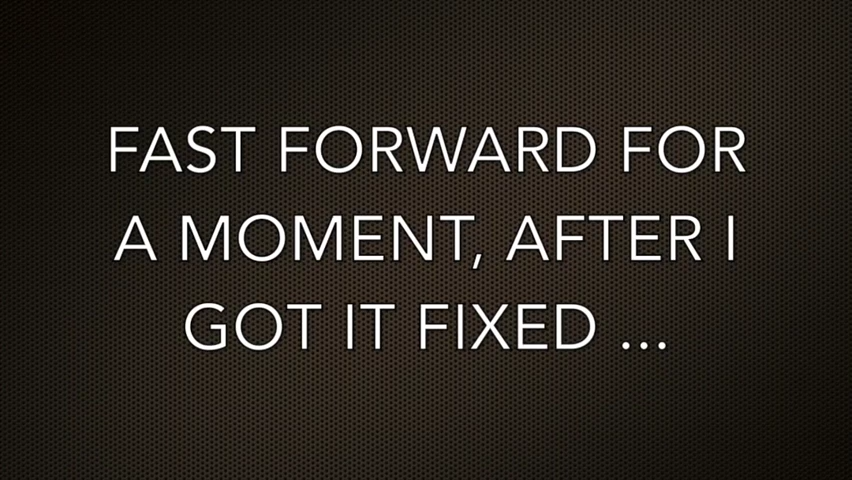 FAST FORWARD FOR
A MOMENT, AFTER I
GOT IT FIXED ...